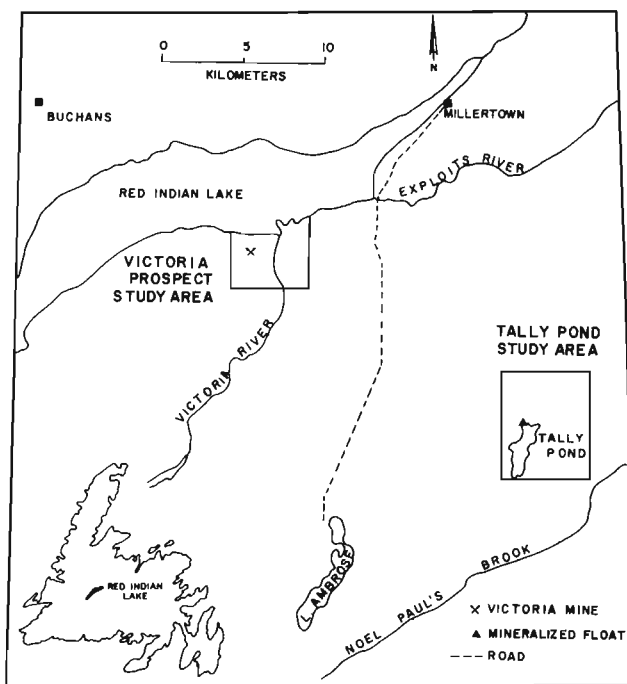 0 5 10
KILOMETERS
N
BUCHANS
MILLERTOWN
RED INDIAN LAKE
EXPLOITS RIVER
VICTORIA
PROSPECT
STUDY AREA
VICTORIA RIVER
TALLY POND
STUDY AREA
TALLY
POND
RED INDIAN
LAKE
L. AMBROSE
NOEL PAUL'S BROOK
VICTORIA MINE
MINERALIZED FLOAT
ROAD